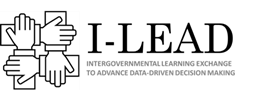 I-LEAD
INTERGOVERNMENTAL LEARNING EXCHANGE
TO ADVANCE DATA-DRIVEN DECISION MAKING